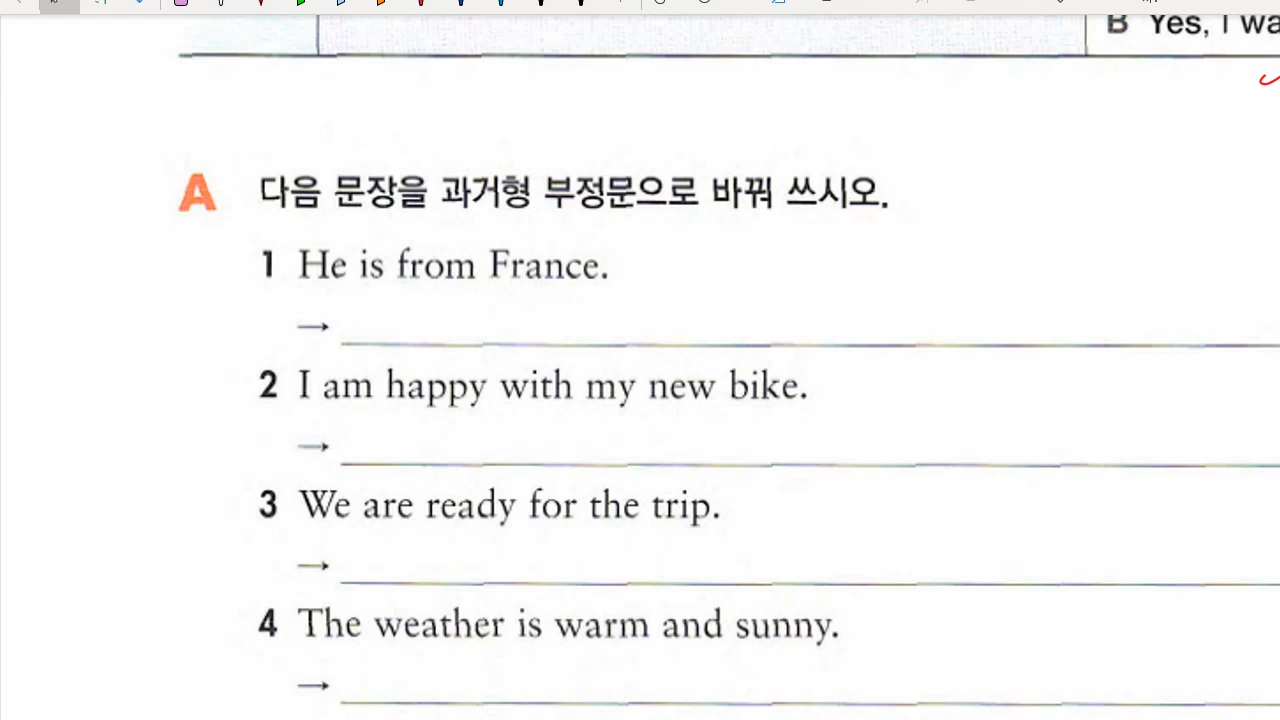 B Yes, I wa
A 다음 문장을 과거형 부정문으로 바꿔 쓰시오.
1 He is from France.
→
2 I am happy with my new bike.
→
3 We are ready for the trip.
→
4 The weather is warm and sunny.
→